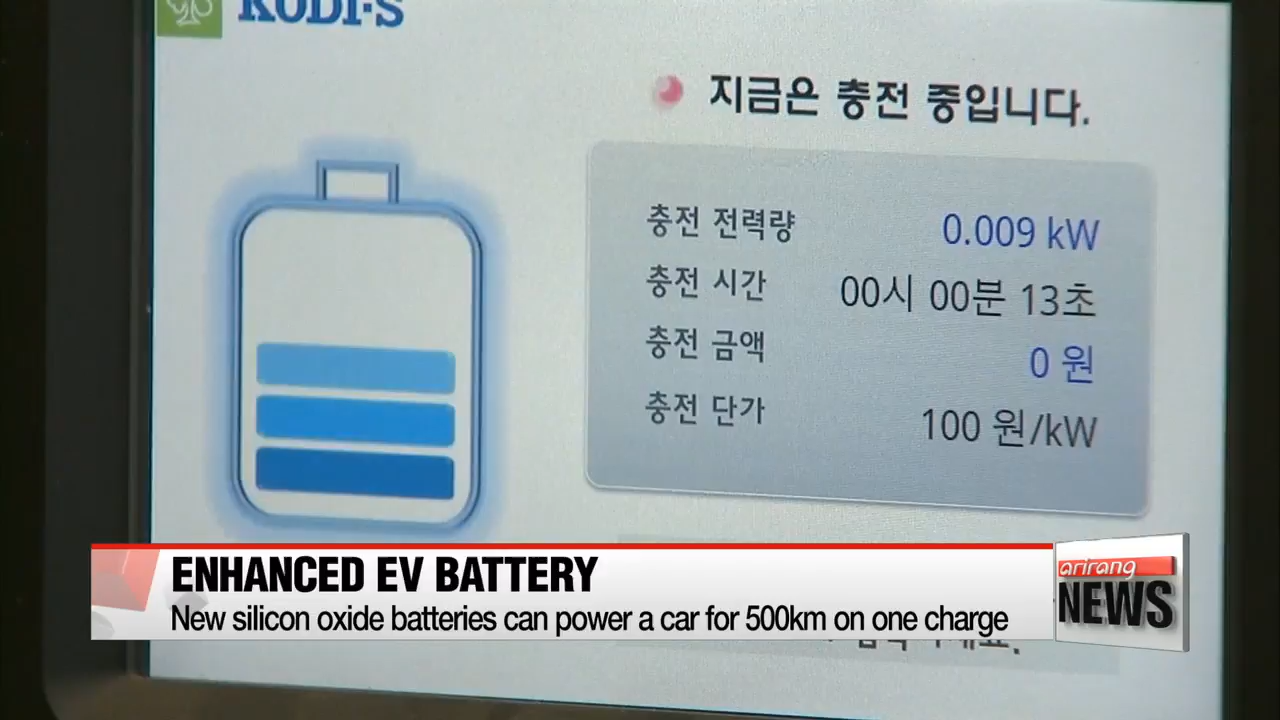 KODI-S
지금은 충전 중입니다.
충전 전력량 0.009 kW
충전 시간 00시 00분 13초
충전 금액 0 원
충전 단가 100 원/kW
ENHANCED EV BATTERY
New silicon oxide batteries can power a car for 500km on one charge
arirang
NEWS